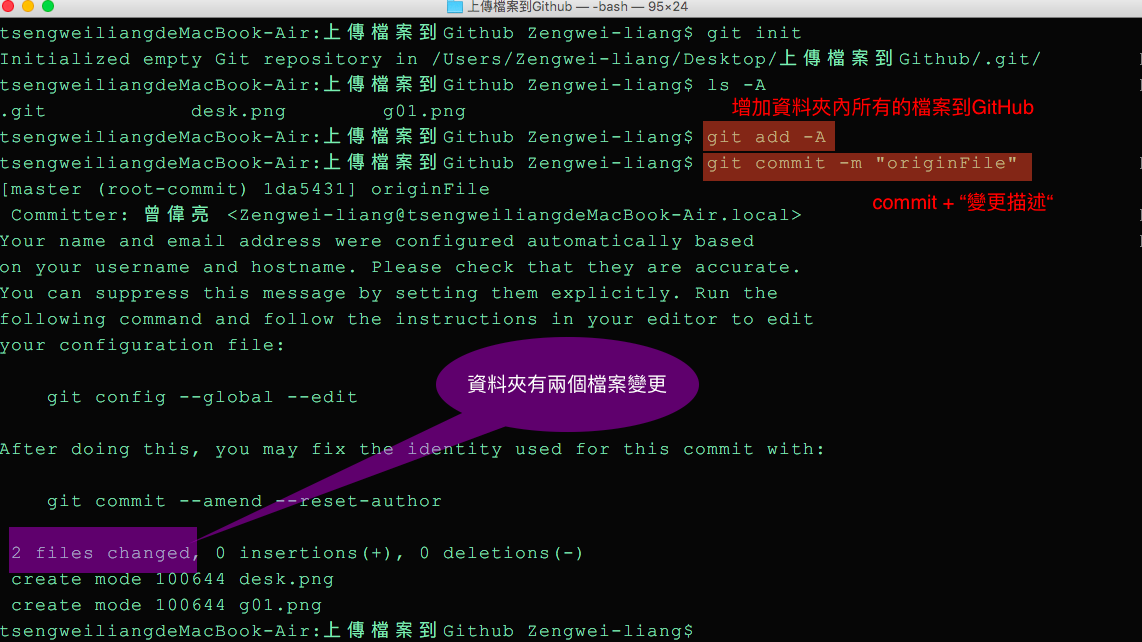 上傳檔案到Github — -bash — 95×24
tsengweiliangdeMacBook-Air:上傳檔案到Github Zengwei-liang$ git init
Initialized empty Git repository in /Users/Zengwei-liang/Desktop/上傳檔案到Github/.git/
tsengweiliangdeMacBook-Air:上傳檔案到Github Zengwei-liang$ ls -A
.git desk.png g01.png
增加資料夾內所有的檔案到GitHub
tsengweiliangdeMacBook-Air:上傳檔案到Github Zengwei-liang$ git add -A
tsengweiliangdeMacBook-Air:上傳檔案到Github Zengwei-liang$ git commit -m "originFile"
[master (root-commit) 1da5431] originFile
commit + “變更描述“
Committer: 曾偉亮 <Zengwei-liang@tsengweiliangdeMacBook-Air.local>
Your name and email address were configured automatically based
on your username and hostname. Please check that they are accurate.
You can suppress this message by setting them explicitly. Run the
following command and follow the instructions in your editor to edit
your configuration file:
資料夾有兩個檔案變更
git config --global --edit
After doing this, you may fix the identity used for this commit with:
git commit --amend --reset-author
2 files changed, 0 insertions(+), 0 deletions(-)
create mode 100644 desk.png
create mode 100644 g01.png
tsengweiliangdeMacBook-Air:上傳檔案到Github Zengwei-liang$